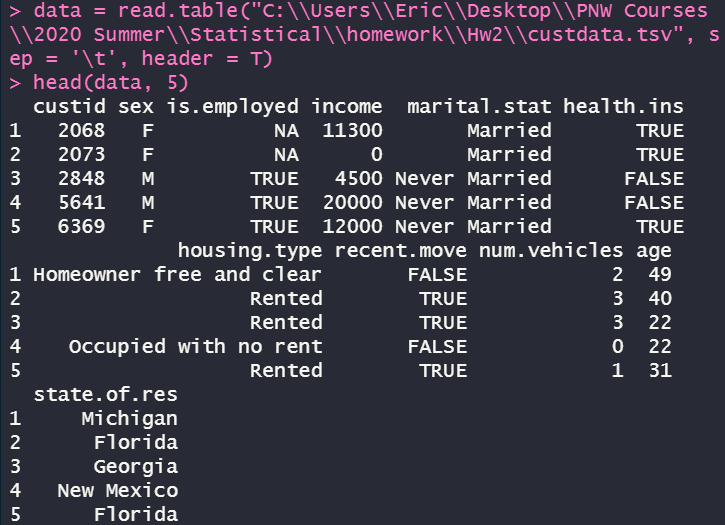 > data = read.table("C:\\Users\\Eric\\Desktop\\PNW Courses
\\2020 Summer\\Statistical\\homework\\Hw2\\custdata.tsv", s
ep = '\t', header = T)
> head(data, 5)
  custid sex is.employed income  marital.stat health.ins
1   2068   F          NA  11300       Married       TRUE
2   2073   F          NA      0       Married       TRUE
3   2848   M        TRUE   4500 Never Married      FALSE
4   5641   M        TRUE  20000 Never Married      FALSE
5   6369   F        TRUE  12000 Never Married       TRUE
              housing.type recent.move num.vehicles age
1 Homeowner free and clear       FALSE            2  49
2                   Rented        TRUE            3  40
3                   Rented        TRUE            3  22
4    Occupied with no rent       FALSE            0  22
5                   Rented        TRUE            1  31
  state.of.res
1     Michigan
2      Florida
3      Georgia
4   New Mexico
5      Florida